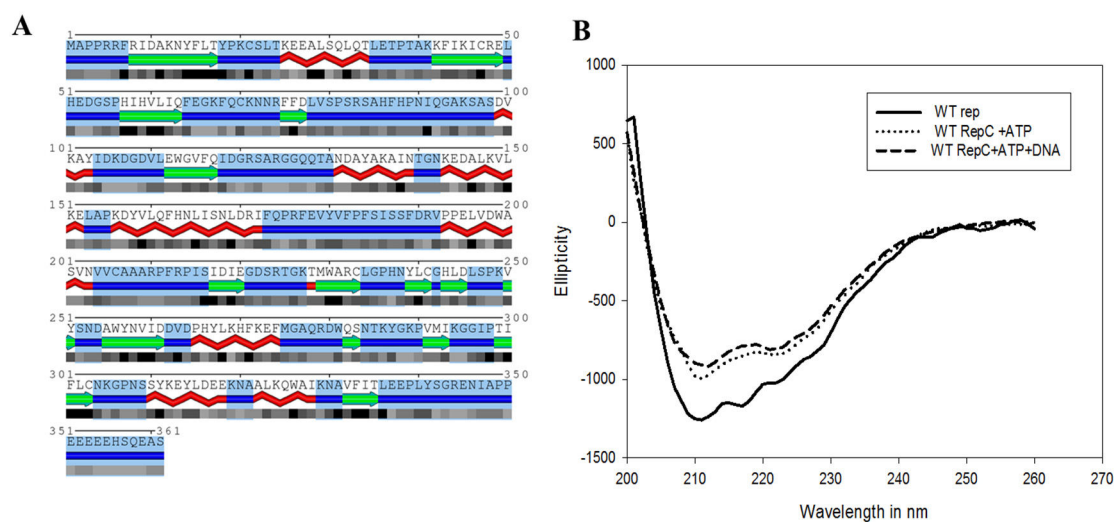 A
1 50
MAPPRRFRIDAKNYFLTYPKCSLTKEEALSQLQTLETPTAKKFIKICREL
51 100
HEDGSPHIHVLIQFEGKFQCKNNRFFDLVSPSRSAHFHPNIQGAKSASDV
101 150
KAYIDKDGDVLEWGVFQIDGRSARGGQQTANDAYAKAINTGNKEDALKVL
151 200
KELAPKDYVLQFHNLISNLDRIFQPRFEVYVFPFSISSFDRVPPELVDWA
201 250
SVNVVCAAARPFRPISIDIEGDSRTGKTMWARCLGPHNYLCGHLDLSPKV
251 300
YSNDAWYNVIDDVDPHYLKHFKEFMGAQRDWQSNTKYGKPVMIKGGIPTI
301 350
FLCNKGPNSSYKEYLDEEKNAALKQWAIKNAVFITLEEPLYSGRENIAPP
351 361
EEEEEHSQEAS
B
1000
500
0
-500
-1000
-1500
Ellipticity
WT rep
WT RepC +ATP
WT RepC+ATP+DNA
200 210 220 230 240 250 260 270
Wavelength in nm